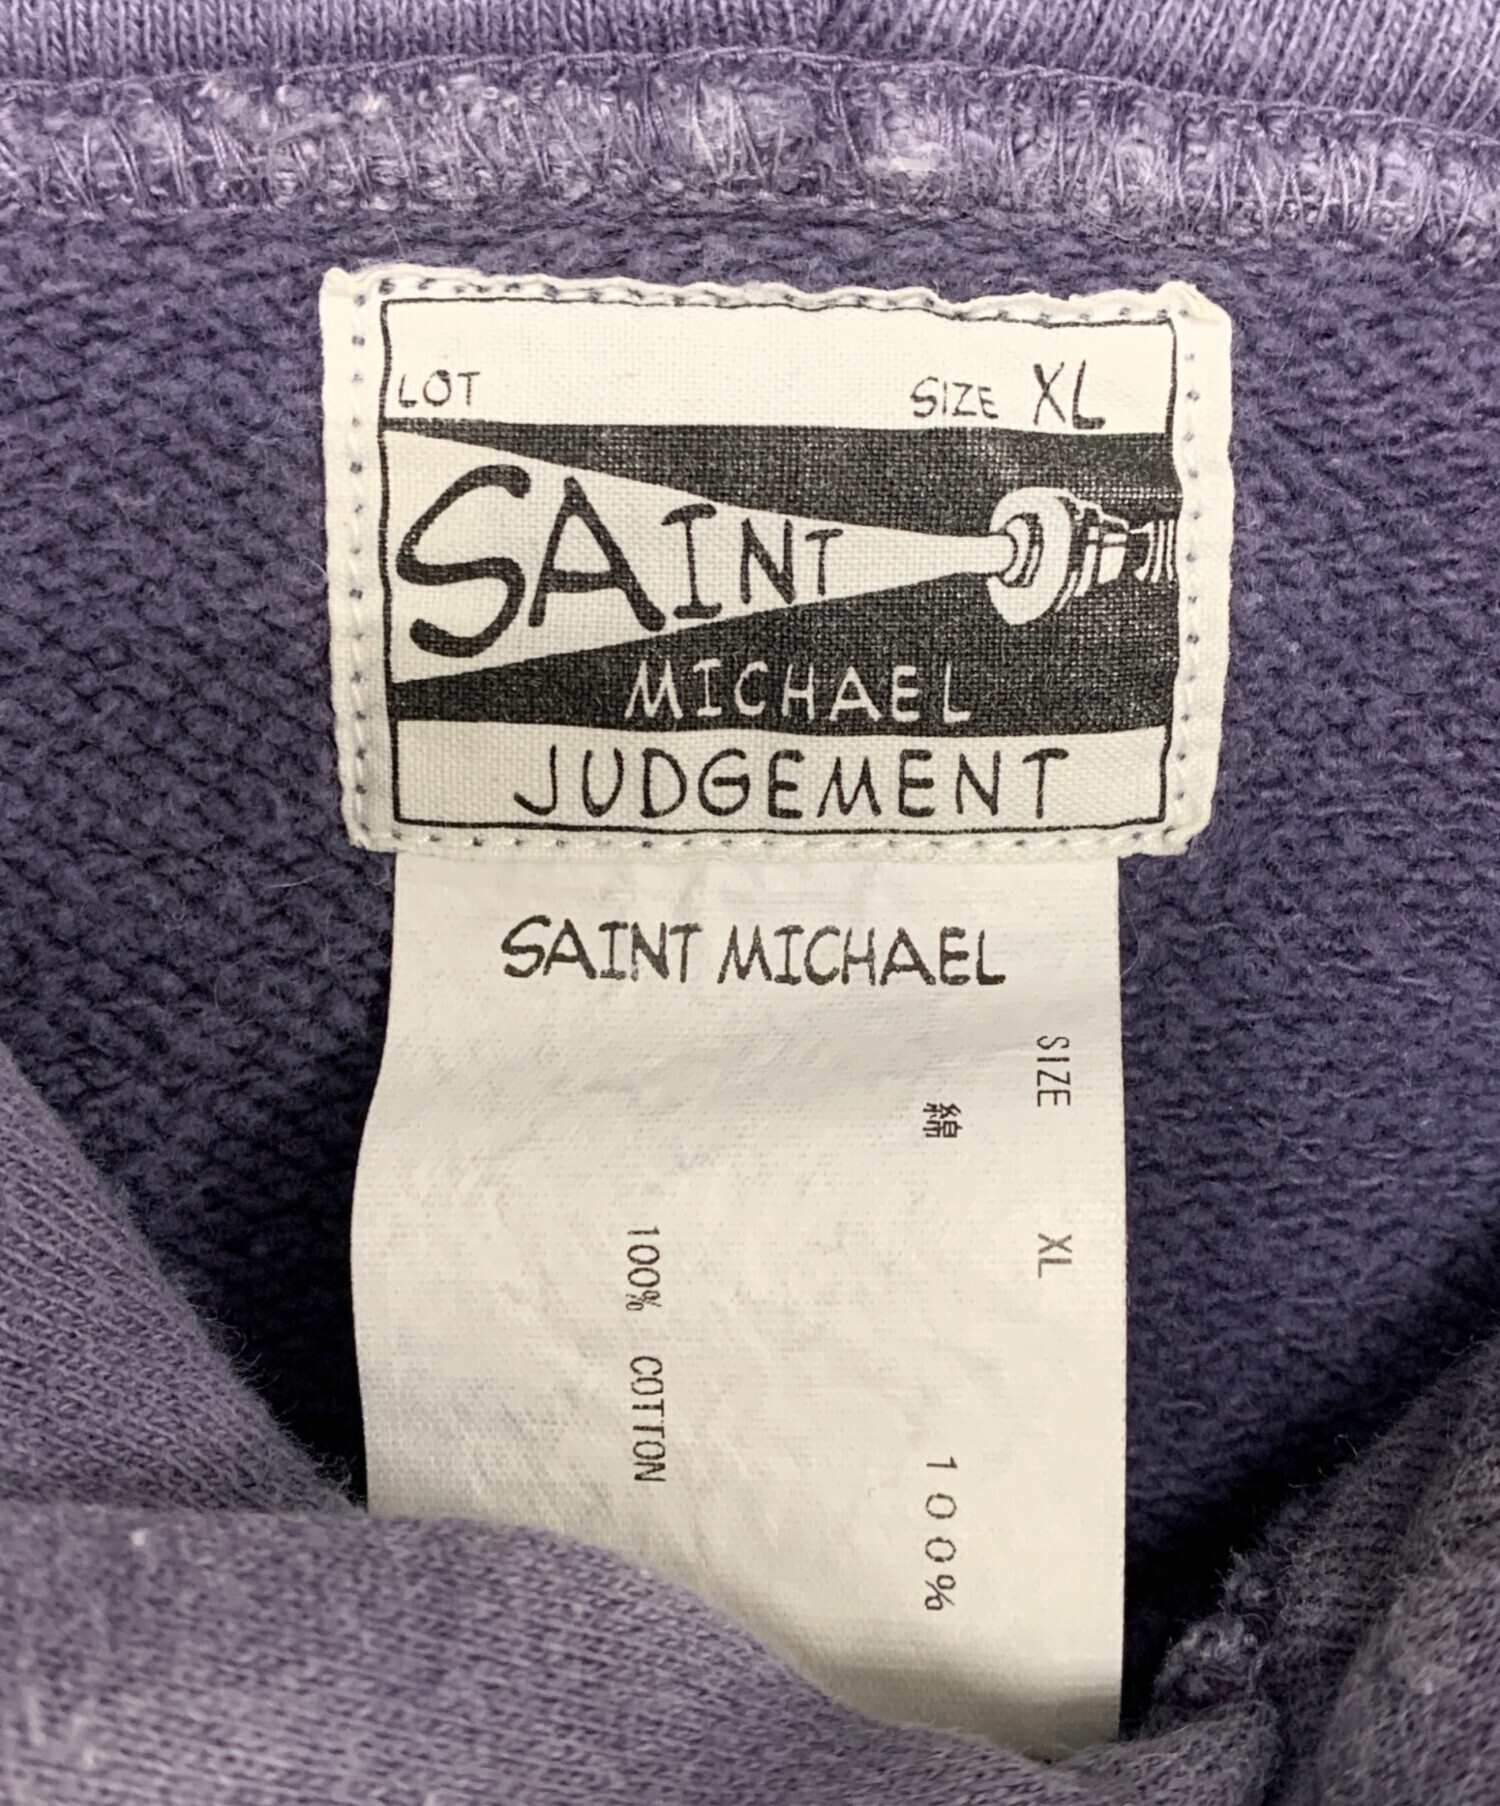 LOT
SIZE XL
SAINT
MICHAEL
JUDGEMENT
SAINT MICHAEL
SIZE XL
綿 100%
100% COTTON